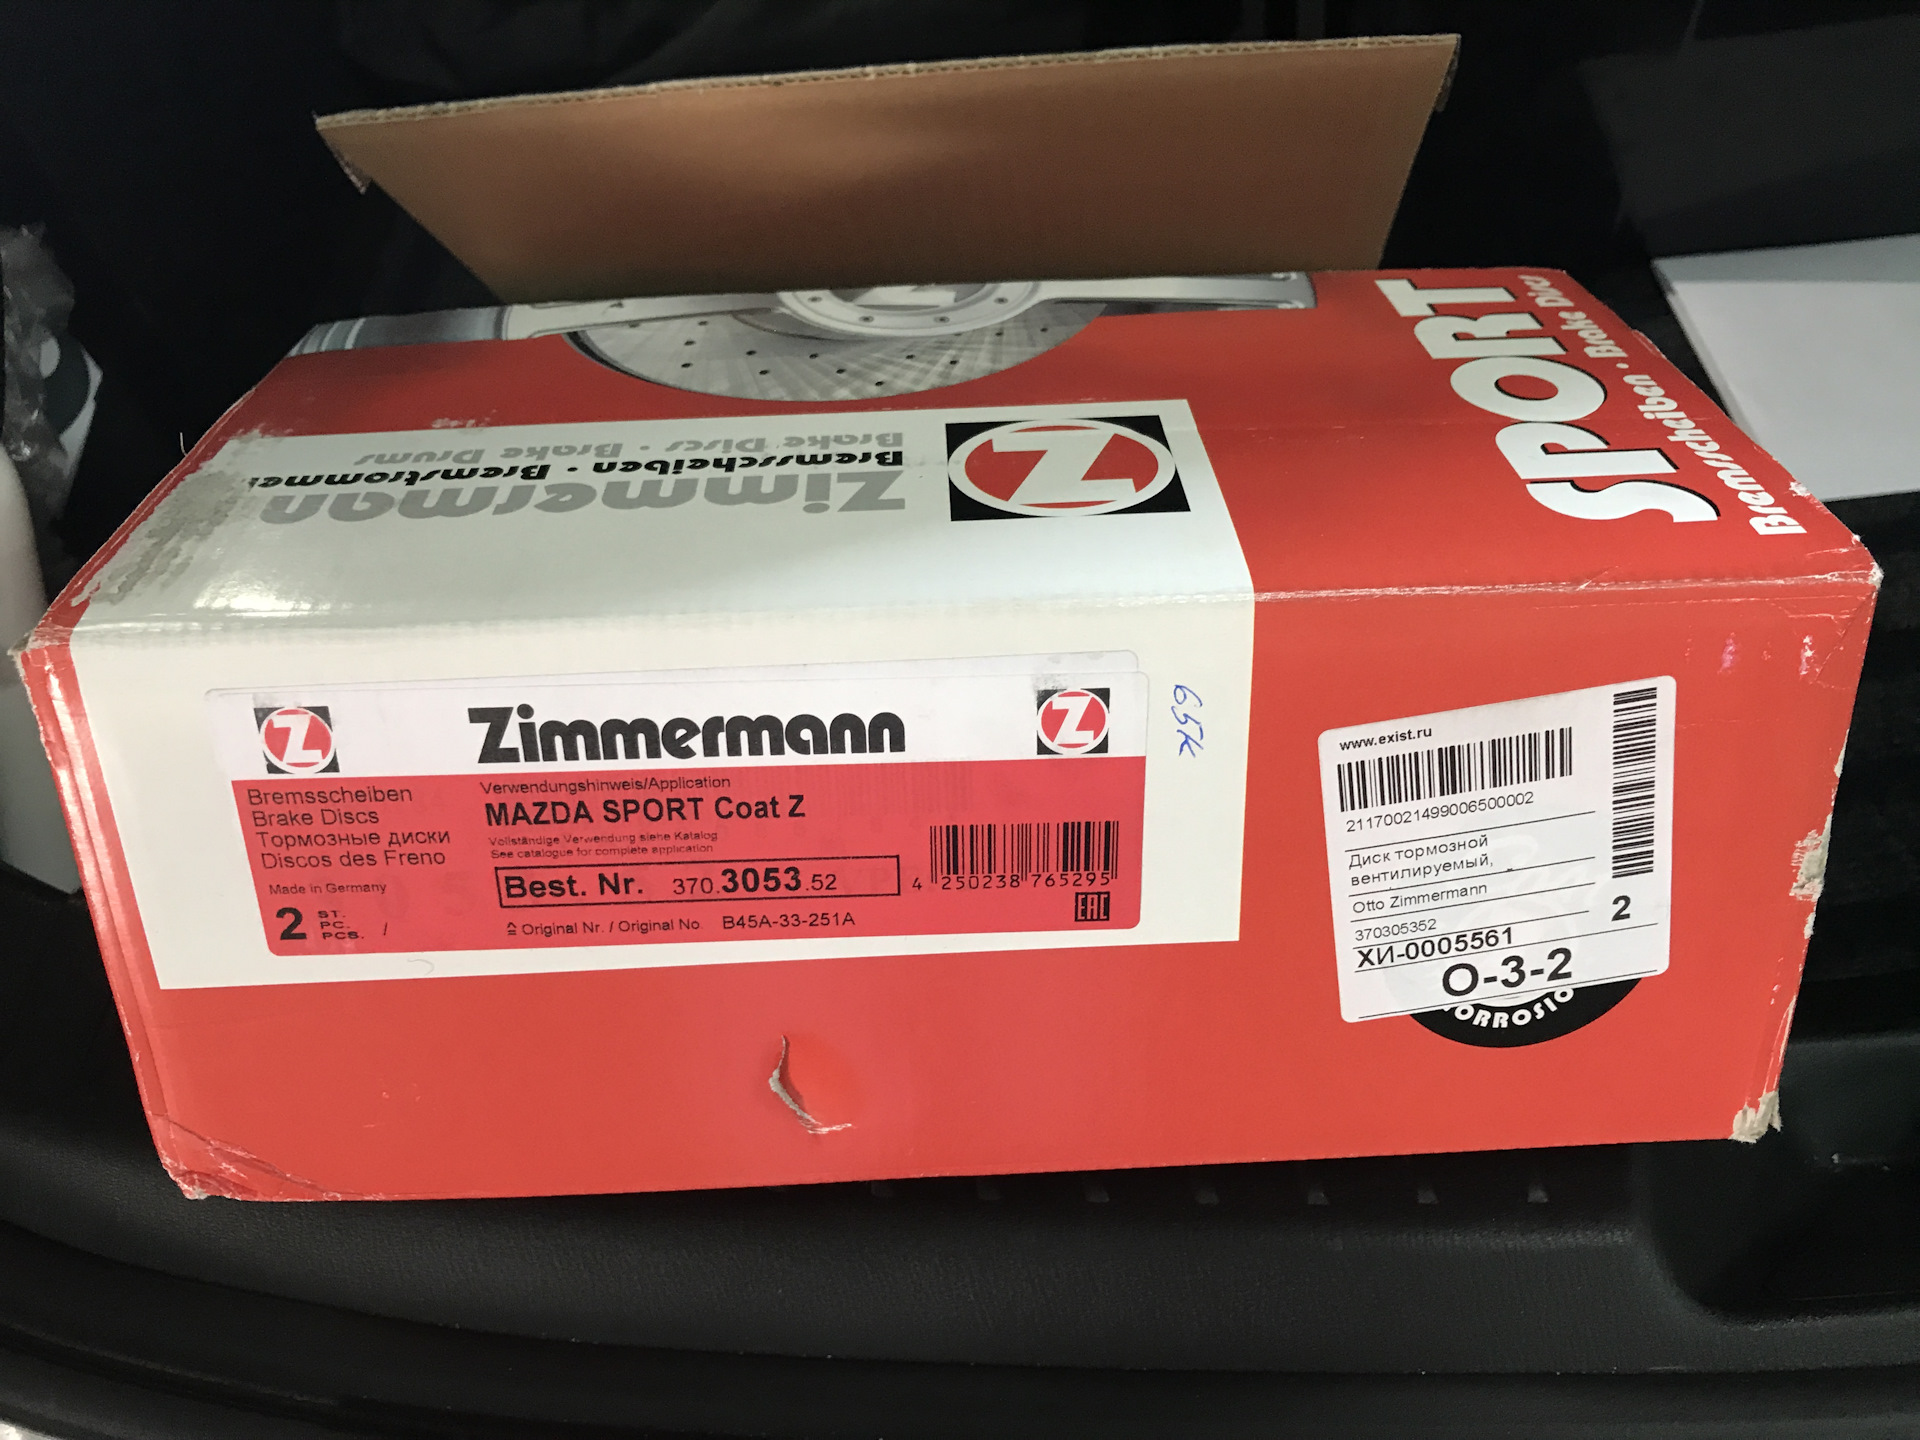 SPORT
Bremsscheiben · Brake Discs
Z
Zimmerman
Bremsscheiben · Bremstromme
Brake Discs · Brake Drums
Z
Zimmermann
Z
Bremsscheiben
Brake Discs
Тормозные диски
Discos des Freno
Made in Germany
2 ST.
PC.
PCS. /
Verwendungshinweis/Application
MAZDA SPORT Coat Z
Vollständige Verwendung siehe Katalog
See catalogue for complete application
Best. Nr. 370.3053.52
≙ Original Nr. / Original No. B45A-33-251A
4 250238 765295
EAC
65K
www.exist.ru
21170021499006500002
Диск тормозной
вентилируемый,
Otto Zimmermann
370305352
2
ХИ-0005561
О-3-2
ORROSIO